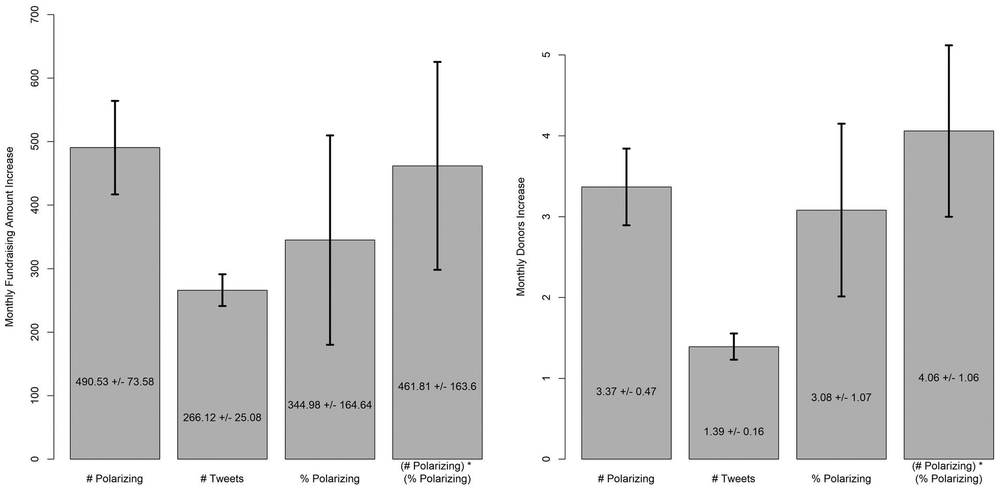 Monthly Fundraising Amount Increase
700
600
500
400
300
200
100
0
490.53 +/- 73.58
266.12 +/- 25.08
344.98 +/- 164.64
461.81 +/- 163.6
# Polarizing
# Tweets
% Polarizing
(# Polarizing) *
(% Polarizing)
Monthly Donors Increase
5
4
3
2
1
0
3.37 +/- 0.47
1.39 +/- 0.16
3.08 +/- 1.07
4.06 +/- 1.06
# Polarizing
# Tweets
% Polarizing
(# Polarizing) *
(% Polarizing)